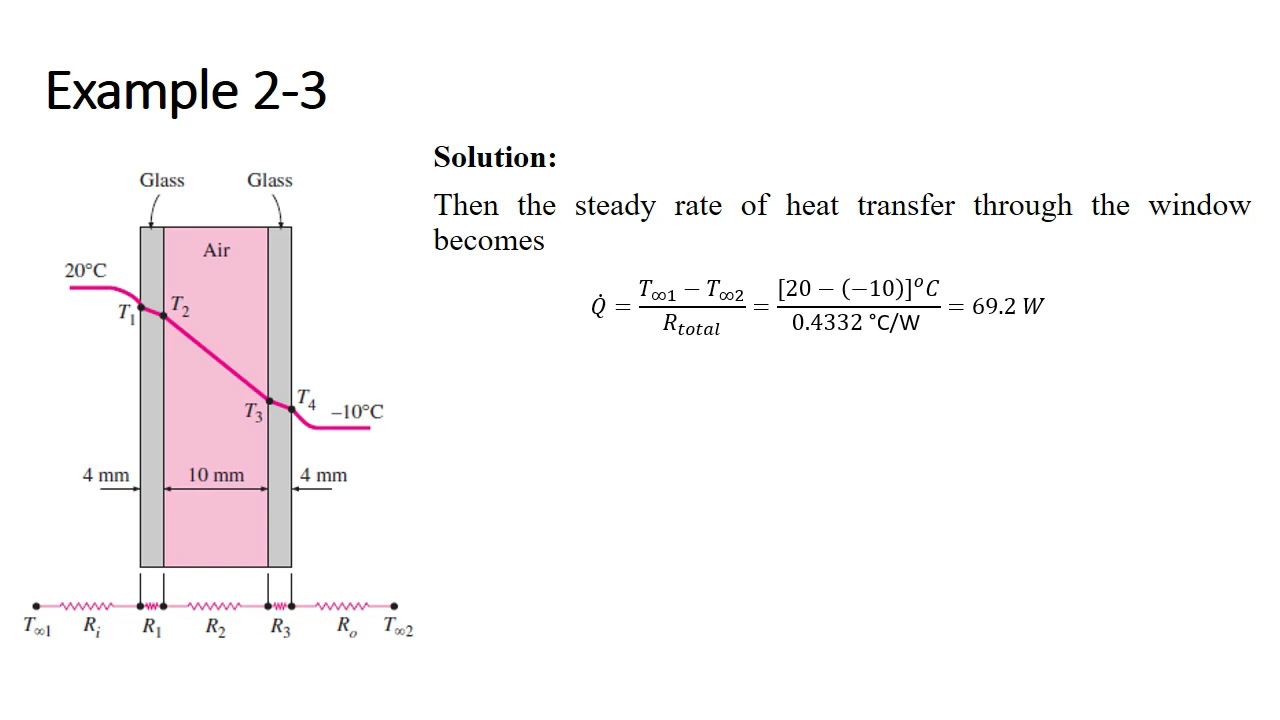 Example 2-3
Solution:
Then the steady rate of heat transfer through the window
becomes
Q̇ = (T∞1 − T∞2) / R_total = [20 − (−10)]°C / 0.4332 °C/W = 69.2 W
Glass Glass
Air
20°C
T1 T2
T3 T4 –10°C
4 mm 10 mm 4 mm
T∞1 Ri R1 R2 R3 Ro T∞2